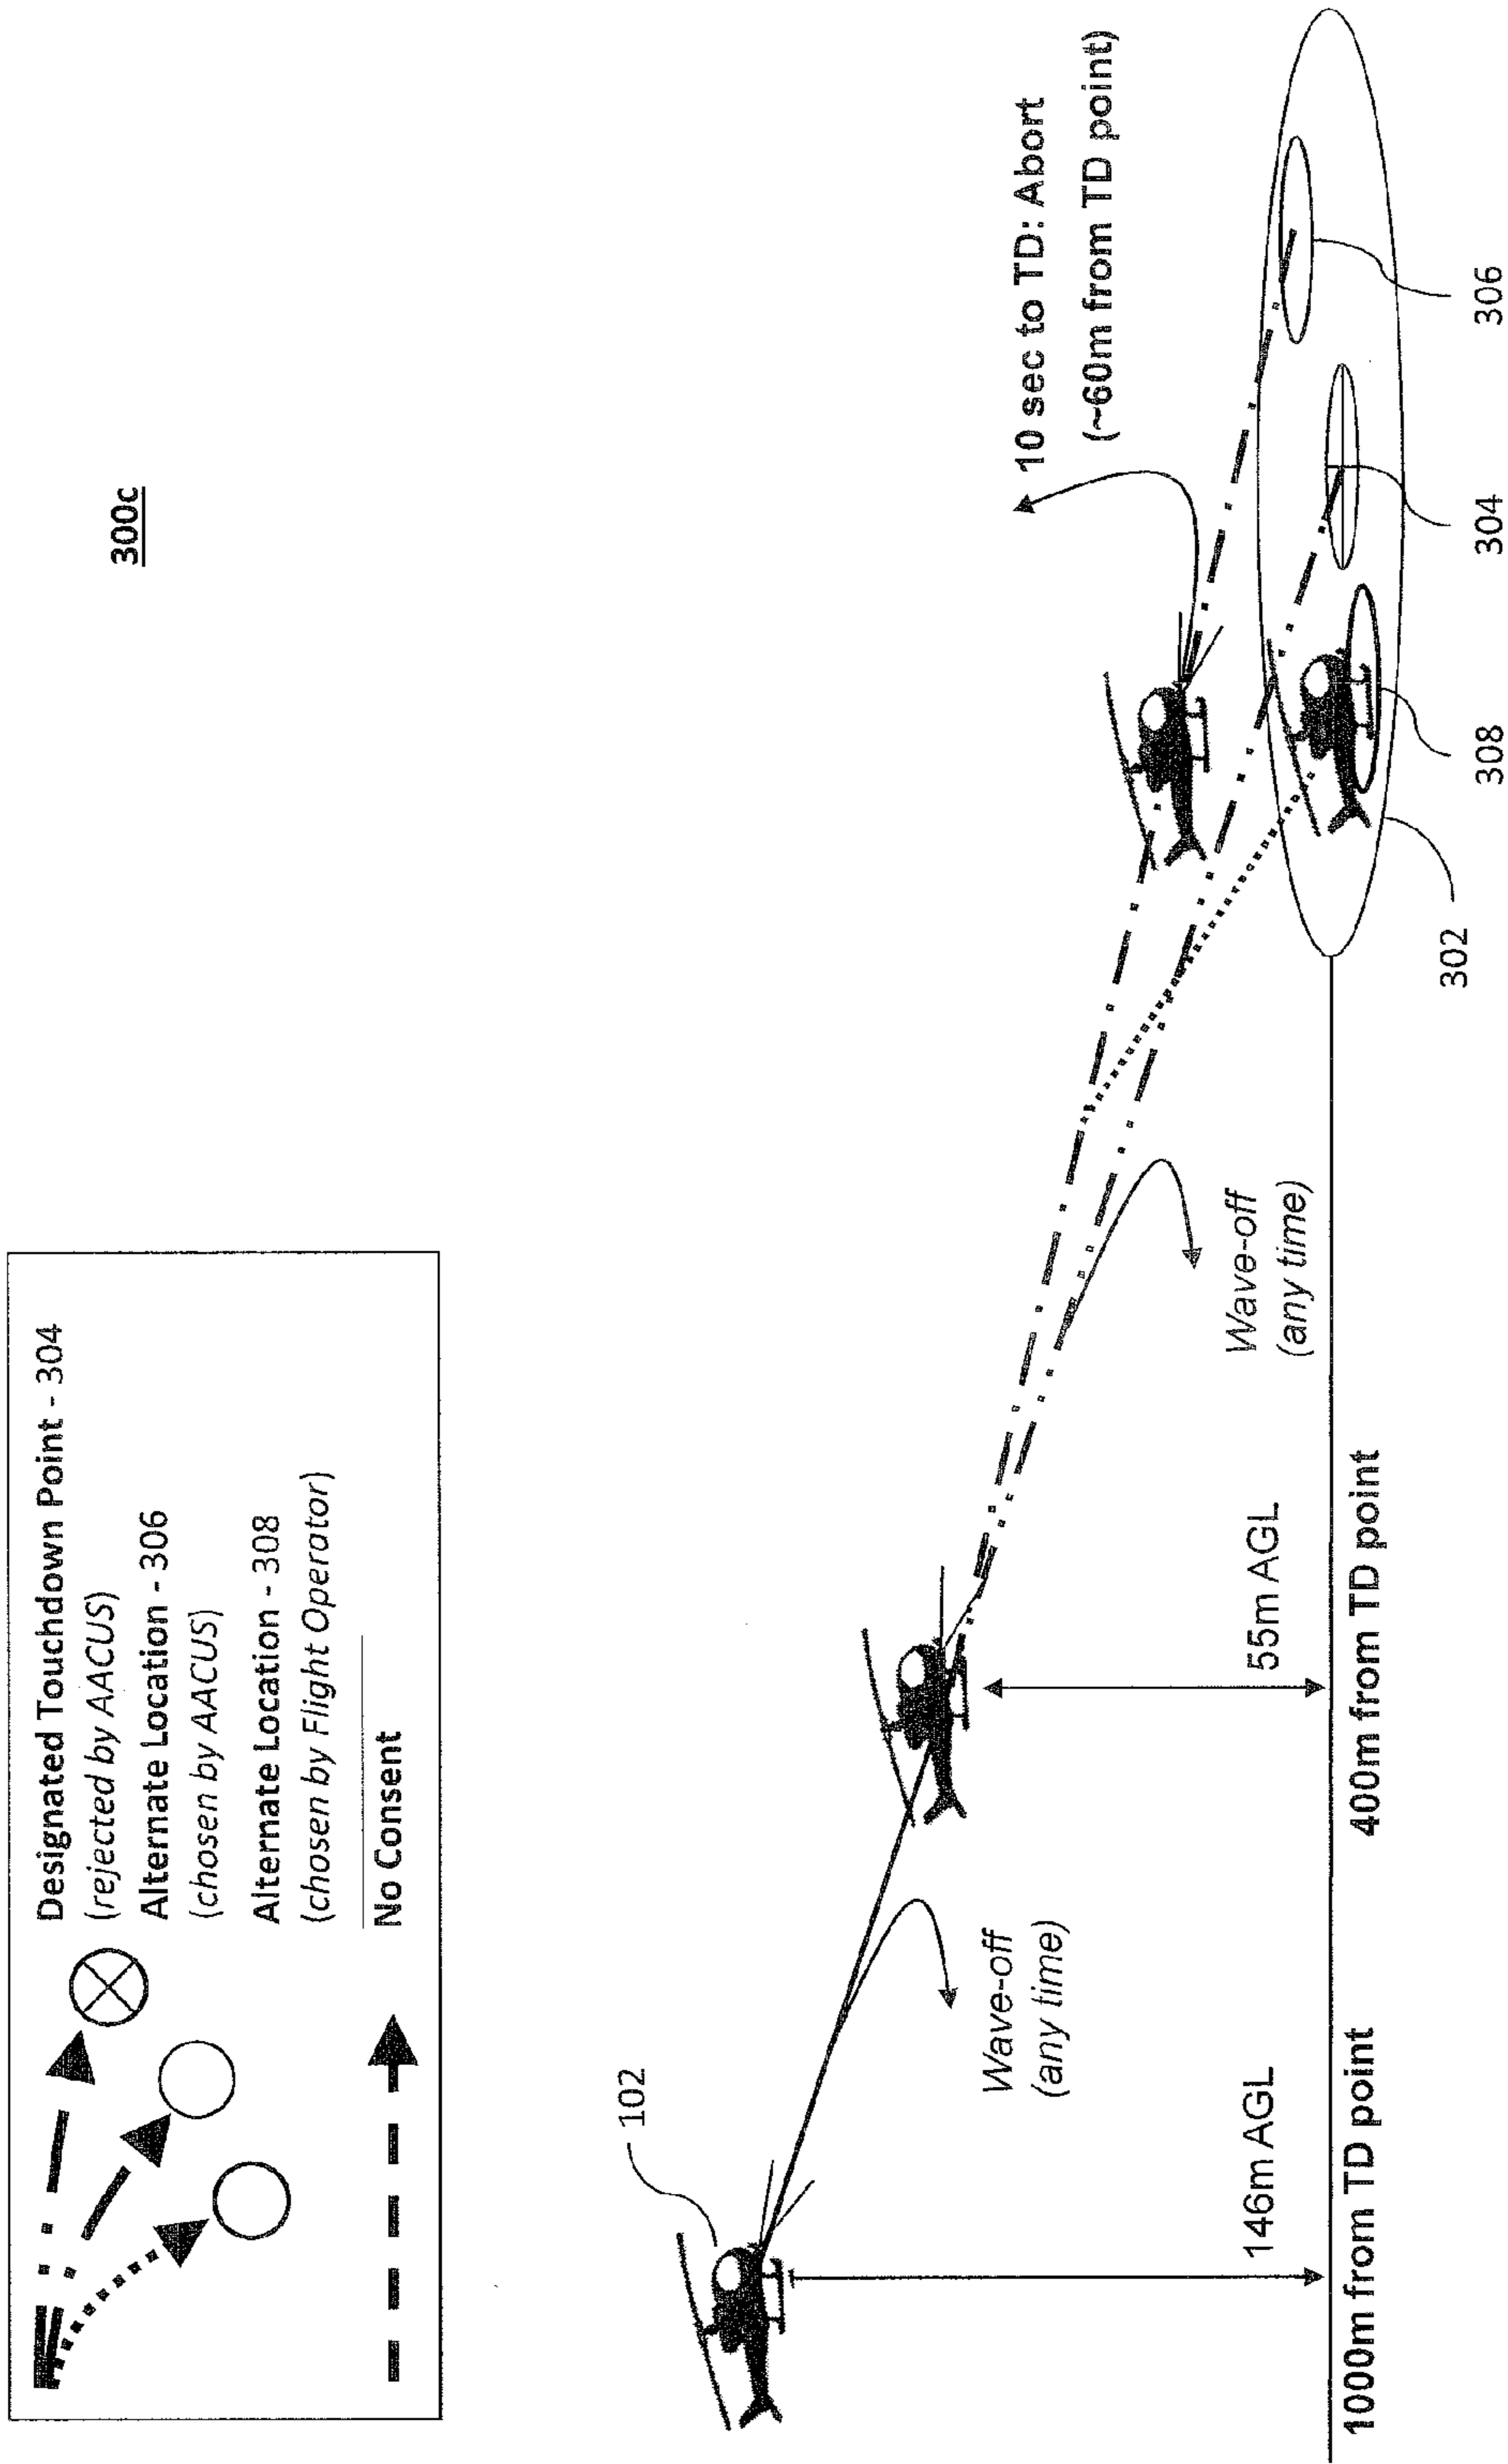 300c
Designated Touchdown Point - 304
(rejected by AACUS)
Alternate Location - 306
(chosen by AACUS)
Alternate Location - 308
(chosen by Flight Operator)
No Consent
102
Wave-off
(any time)
146m AGL
1000m from TD point
55m AGL
400m from TD point
Wave-off
(any time)
10 sec to TD: Abort
(~60m from TD point)
302
308
304
306